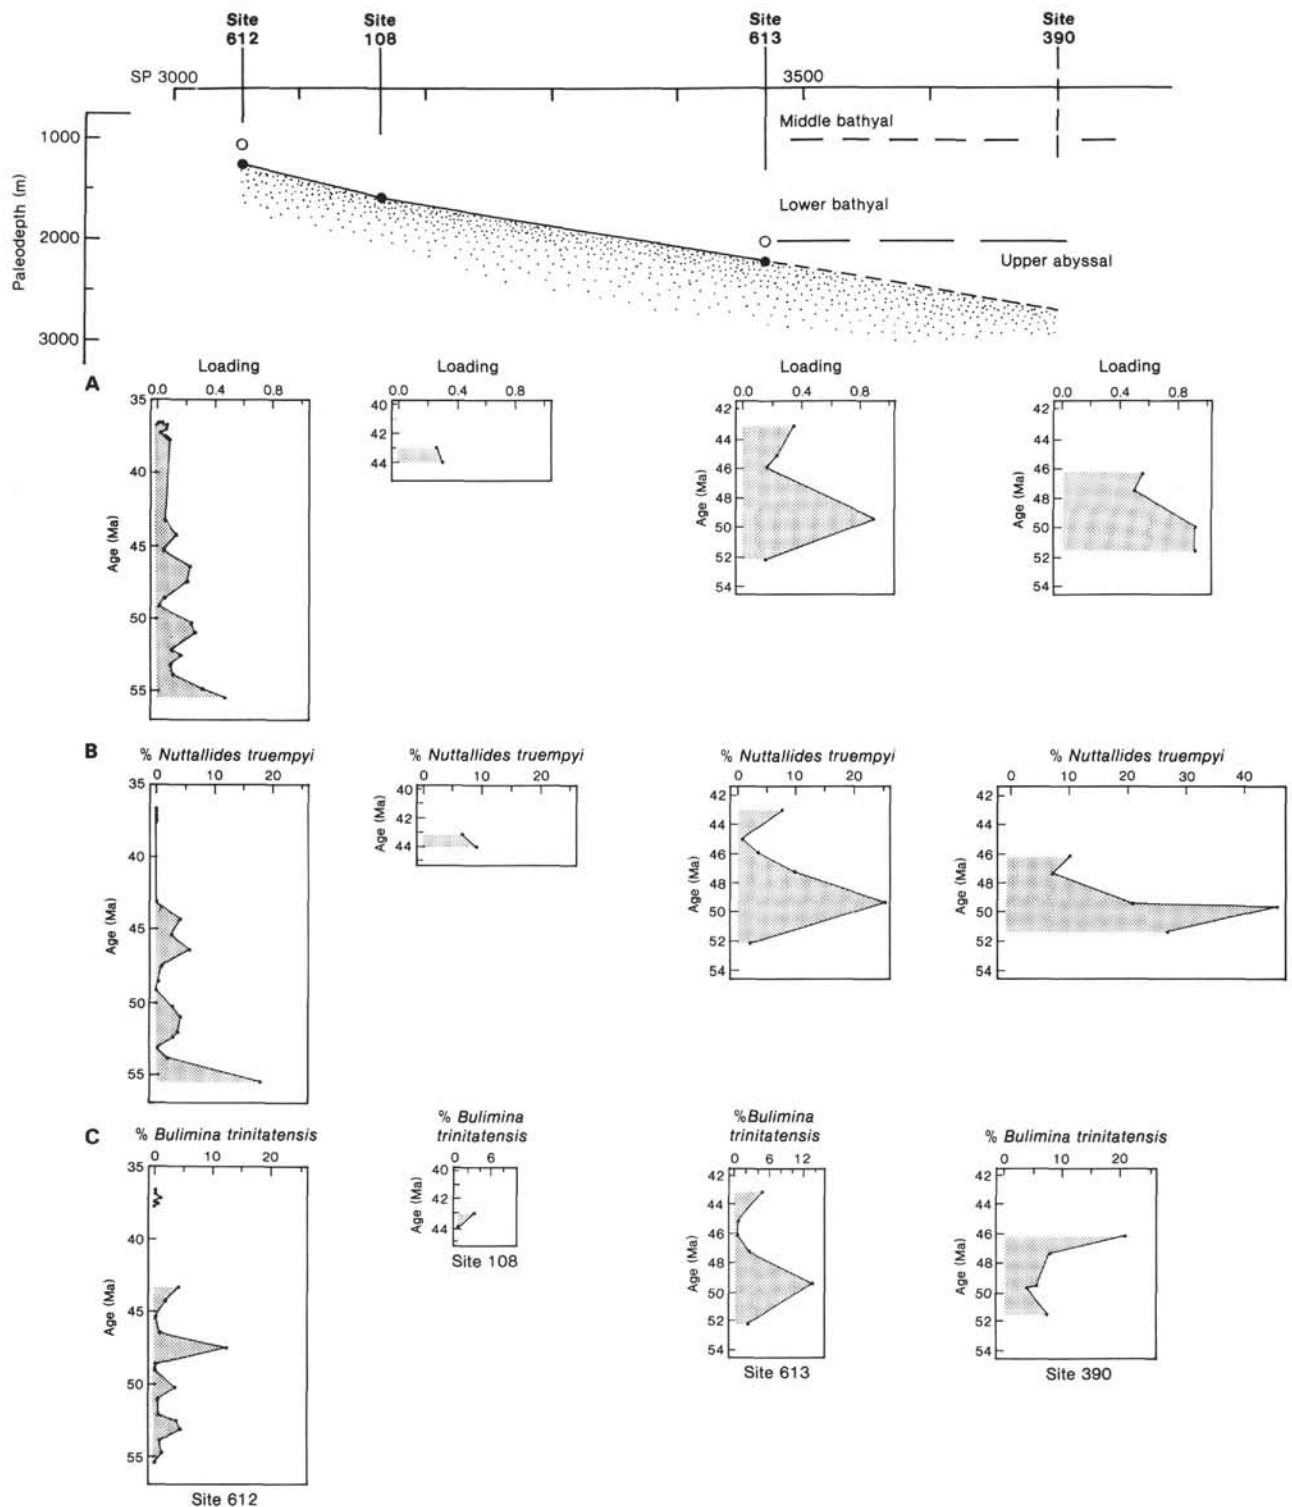 Site 612
Site 108
Site 613
Site 390
SP 3000
3500
Middle bathyal
Lower bathyal
Upper abyssal
Paleodepth (m)
1000
2000
3000
A
Loading
0.0 0.4 0.8
Age (Ma)
35
40
45
50
55
0.0 0.4 0.8
40
42
44
Loading
0 0.4 0.8
Age (Ma)
42
44
46
48
50
52
54
Loading
0 0.4 0.8
Age (Ma)
42
44
46
48
50
52
54
B
% Nuttallides truempyi
0 10 20
Age (Ma)
35
40
45
50
55
% Nuttallides truempyi
0 10 20
Age (Ma)
40
42
44
% Nuttallides truempyi
0 10 20
Age (Ma)
42
44
46
48
50
52
54
% Nuttallides truempyi
0 10 20 30 40
Age (Ma)
42
44
46
48
50
52
54
C
% Bulimina trinitatensis
0 10 20
Age (Ma)
35
40
45
50
55
Site 612
% Bulimina
trinitatensis
0 6
Age (Ma)
40
42
44
Site 108
%Bulimina
trinitatensis
0 6 12
Age (Ma)
42
44
46
48
50
52
54
Site 613
% Bulimina trinitatensis
0 10 20
Age (Ma)
42
44
46
48
50
52
54
Site 390